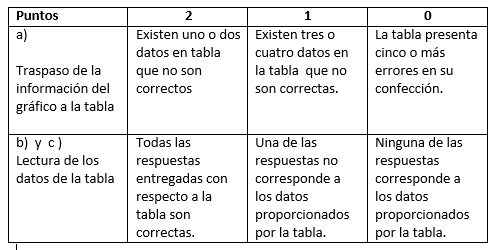 Puntos 2 1 0
a)
Traspaso de la
información del
gráfico a la tabla
Existen uno o dos
datos en tabla
que no son
correctos
Existen tres o
cuatro datos en
la tabla que no
son correctas.
La tabla presenta
cinco o más
errores en su
confección.
b) y c )
Lectura de los
datos de la tabla
Todas las
respuestas
entregadas con
respecto a la
tabla son
correctas.
Una de las
respuestas no
corresponde a
los datos
proporcionados
por la tabla.
Ninguna de las
respuestas
corresponde a
los datos
proporcionados
por la tabla.